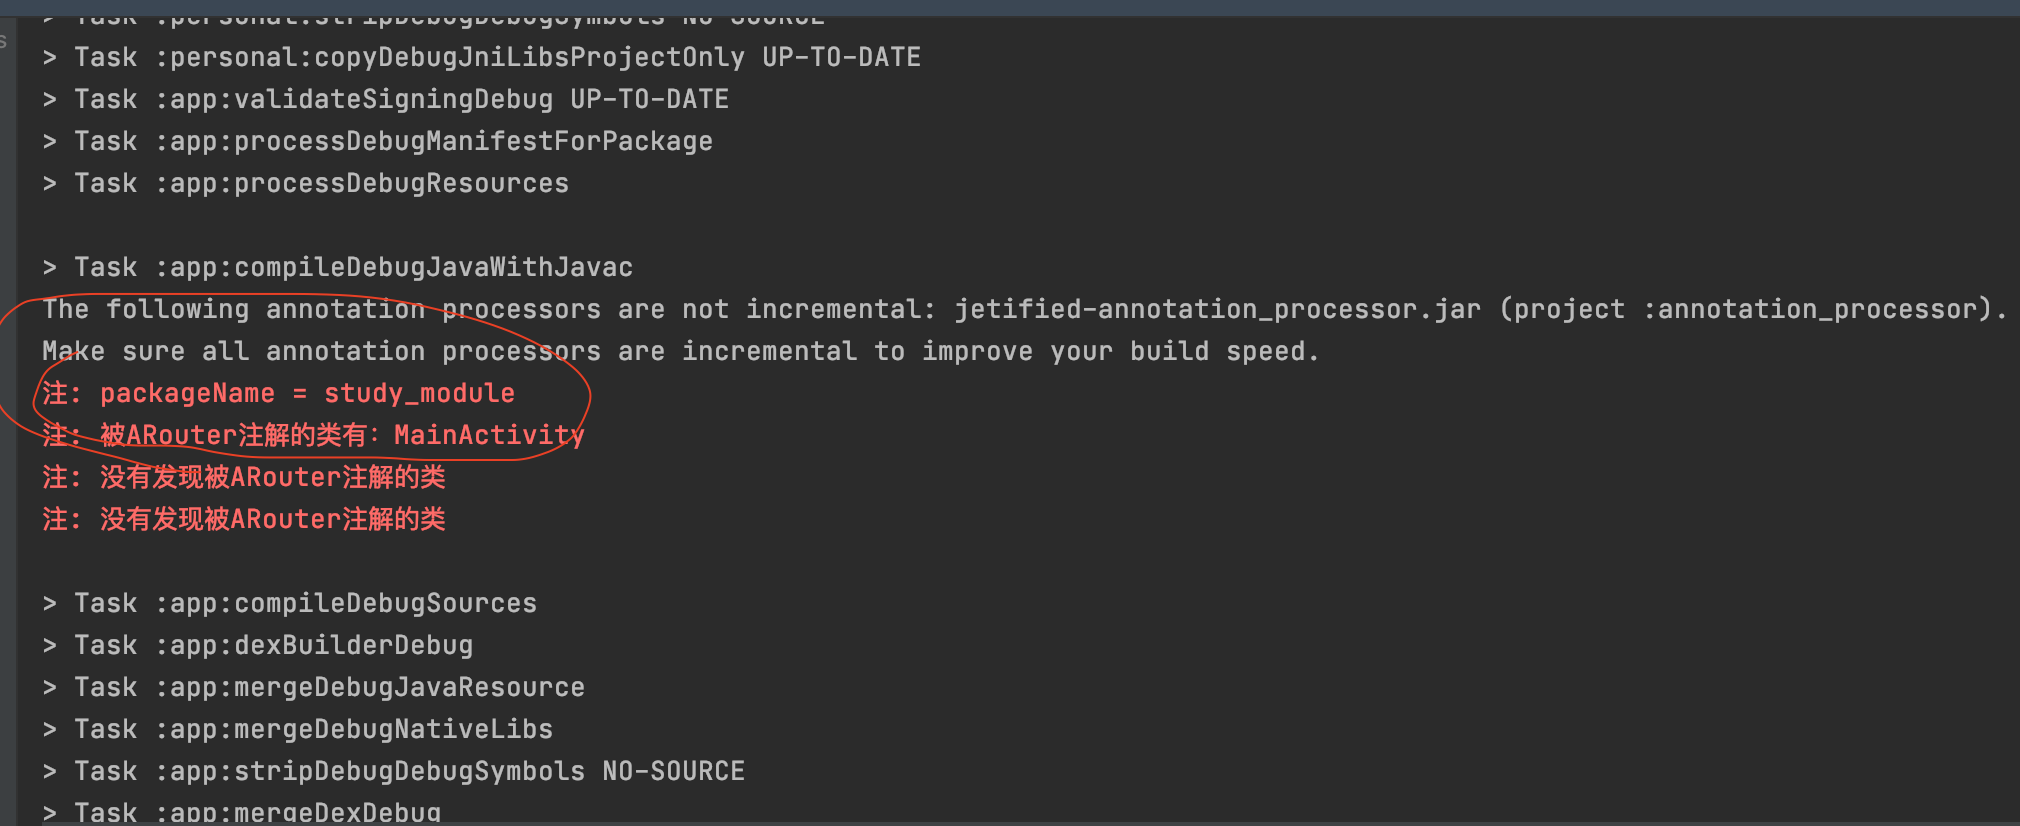 s
> Task :personal:stripDebugDebugSymbols NO-SOURCE
> Task :personal:copyDebugJniLibsProjectOnly UP-TO-DATE
> Task :app:validateSigningDebug UP-TO-DATE
> Task :app:processDebugManifestForPackage
> Task :app:processDebugResources
> Task :app:compileDebugJavaWithJavac
The following annotation processors are not incremental: jetified-annotation_processor.jar (project :annotation_processor).
Make sure all annotation processors are incremental to improve your build speed.
注: packageName = study_module
注: 被ARouter注解的类有：MainActivity
注: 没有发现被ARouter注解的类
注: 没有发现被ARouter注解的类
> Task :app:compileDebugSources
> Task :app:dexBuilderDebug
> Task :app:mergeDebugJavaResource
> Task :app:mergeDebugNativeLibs
> Task :app:stripDebugDebugSymbols NO-SOURCE
> Task :app:mergeDexDebug